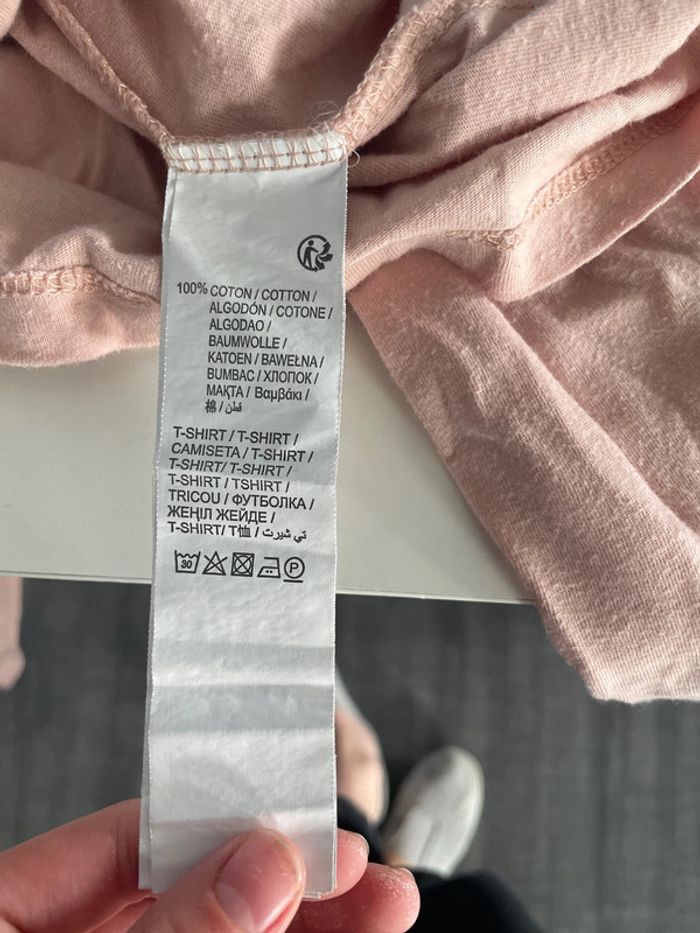 100% COTON / COTTON /
ALGODÓN / COTONE /
ALGODAO /
BAUMWOLLE /
KATOEN / BAWEŁNA /
BUMBAC / ХЛОПОК /
МАҚТА / Βαμβάκι /
棉 / قطن
T-SHIRT / T-SHIRT /
CAMISETA / T-SHIRT /
T-SHIRT/ T-SHIRT /
T-SHIRT / TSHIRT /
TRICOU / ФУТБОЛКА /
ЖЕҢІЛ ЖЕЙДЕ /
T-SHIRT/ T恤 / تي شيرت
30
P